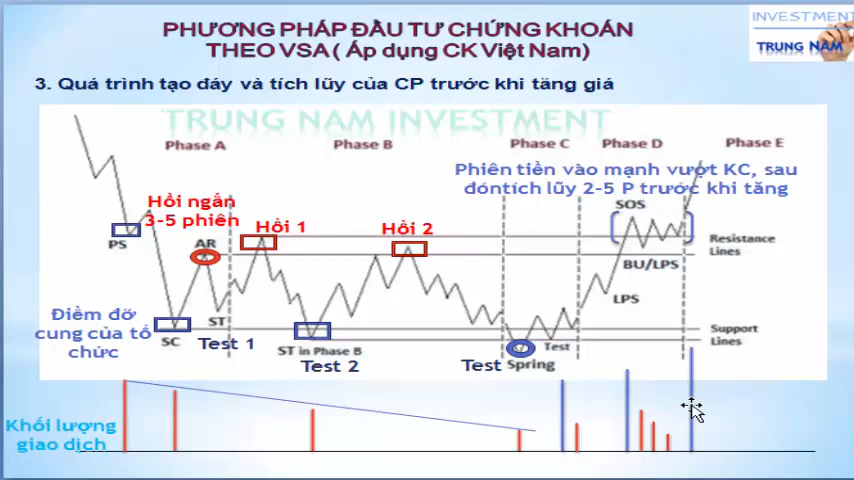 PHƯƠNG PHÁP ĐẦU TƯ CHỨNG KHOÁN
THEO VSA ( Áp dụng CK Việt Nam)
INVESTMENT
TRUNG NAM
3. Quá trình tạo đáy và tích lũy của CP trước khi tăng giá
TRUNG NAM INVESTMENT
Phase A
Phase B
Phase C
Phase D
Phase E
Phiên tiền vào mạnh vượt KC, sau
đótích lũy 2-5 P trước khi tăng
Hồi ngắn
3-5 phiên
Hồi 1
Hồi 2
SOS
PS
AR
Resistance
Lines
BU/LPS
LPS
Điểm đỡ
cung của tổ
chức
ST
SC
Test 1
ST in Phase B
Test 2
Test
Spring
Test
Support
Lines
Khối lượng
giao dịch